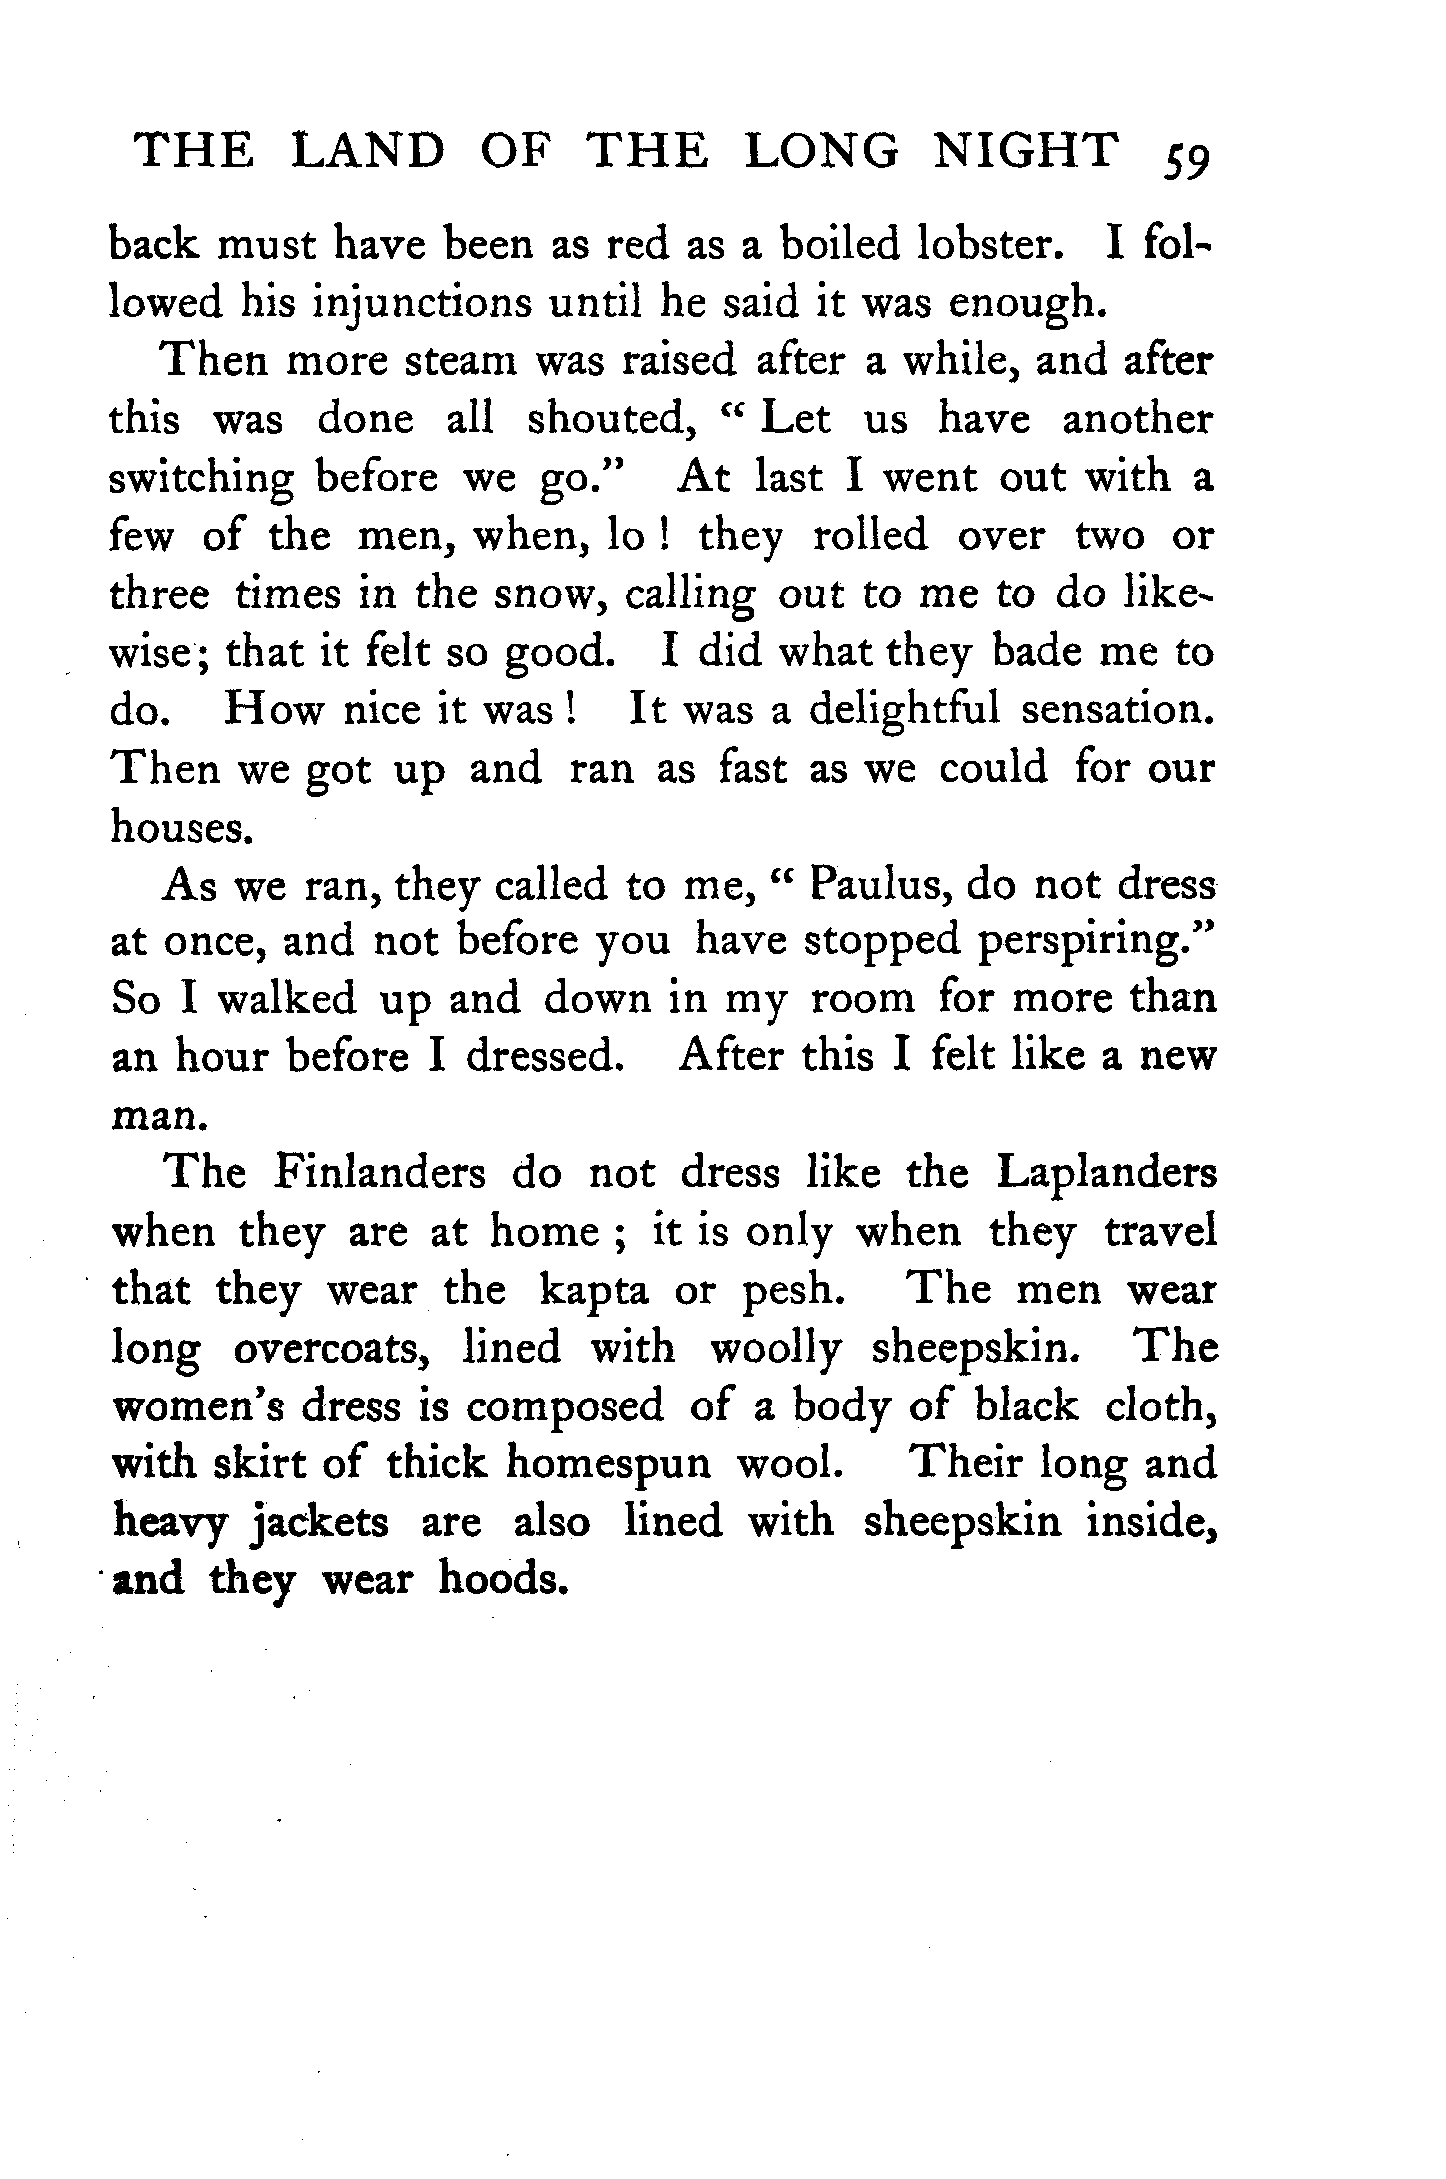 THE LAND OF THE LONG NIGHT 59
back must have been as red as a boiled lobster. I fol-
lowed his injunctions until he said it was enough.
Then more steam was raised after a while, and after
this was done all shouted, “ Let us have another
switching before we go.” At last I went out with a
few of the men, when, lo ! they rolled over two or
three times in the snow, calling out to me to do like-
wise; that it felt so good. I did what they bade me to
do. How nice it was ! It was a delightful sensation.
Then we got up and ran as fast as we could for our
houses.
As we ran, they called to me, “ Paulus, do not dress
at once, and not before you have stopped perspiring.”
So I walked up and down in my room for more than
an hour before I dressed. After this I felt like a new
man.
The Finlanders do not dress like the Laplanders
when they are at home ; it is only when they travel
that they wear the kapta or pesh. The men wear
long overcoats, lined with woolly sheepskin. The
women’s dress is composed of a body of black cloth,
with skirt of thick homespun wool. Their long and
heavy jackets are also lined with sheepskin inside,
and they wear hoods.